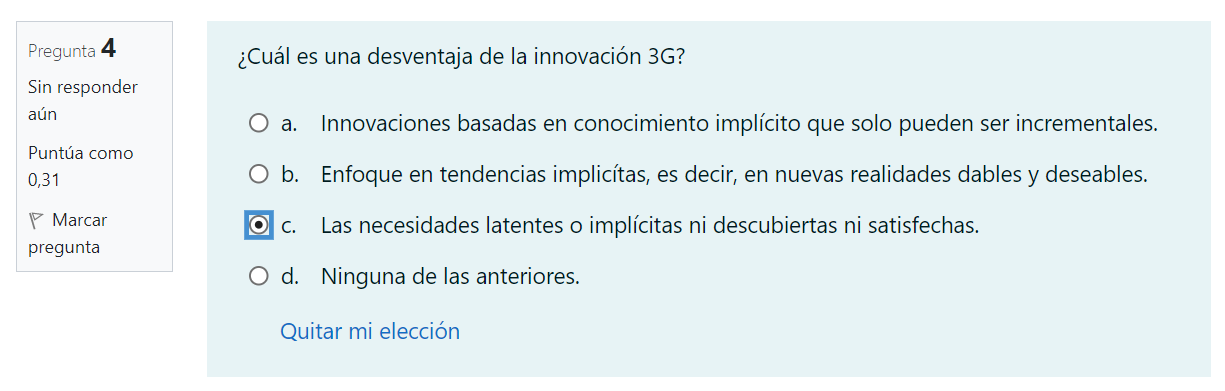 Pregunta 4
Sin responder
aún
Puntúa como
0,31
Marcar
pregunta
¿Cuál es una desventaja de la innovación 3G?
a. Innovaciones basadas en conocimiento implícito que solo pueden ser incrementales.
b. Enfoque en tendencias implicítas, es decir, en nuevas realidades dables y deseables.
c. Las necesidades latentes o implícitas ni descubiertas ni satisfechas.
d. Ninguna de las anteriores.
Quitar mi elección